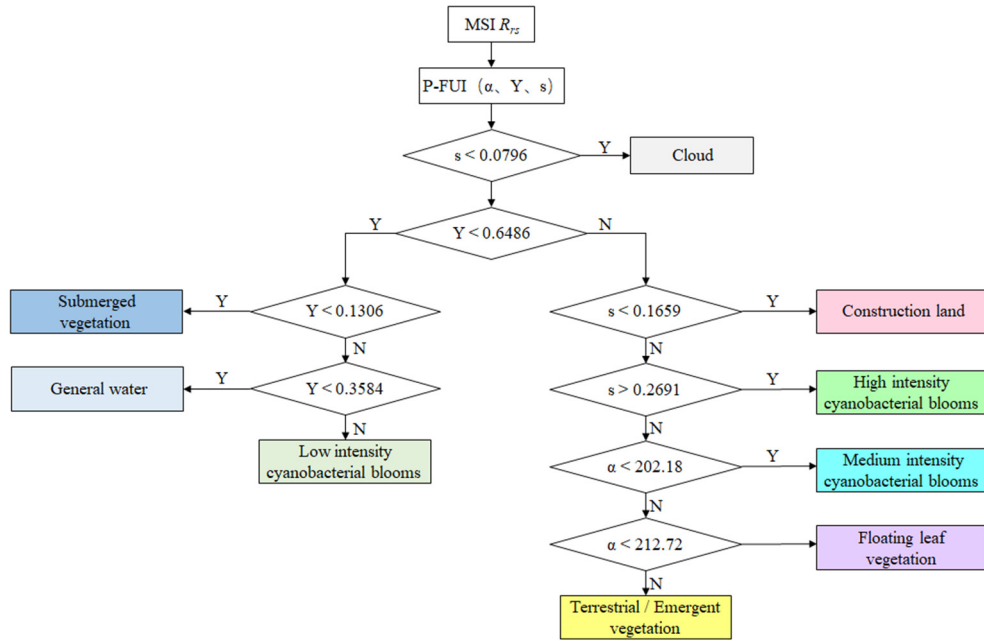 MSI Rrs
P-FUI（α、Y、s）
s < 0.0796
Y
Cloud
Y < 0.6486
Y
N
Y < 0.1306
Y
Submerged
vegetation
N
Y < 0.3584
Y
General water
N
Low intensity
cyanobacterial blooms
s < 0.1659
Y
Construction land
N
s > 0.2691
Y
High intensity
cyanobacterial blooms
N
α < 202.18
Y
Medium intensity
cyanobacterial blooms
N
α < 212.72
Floating leaf
vegetation
N
Terrestrial / Emergent
vegetation